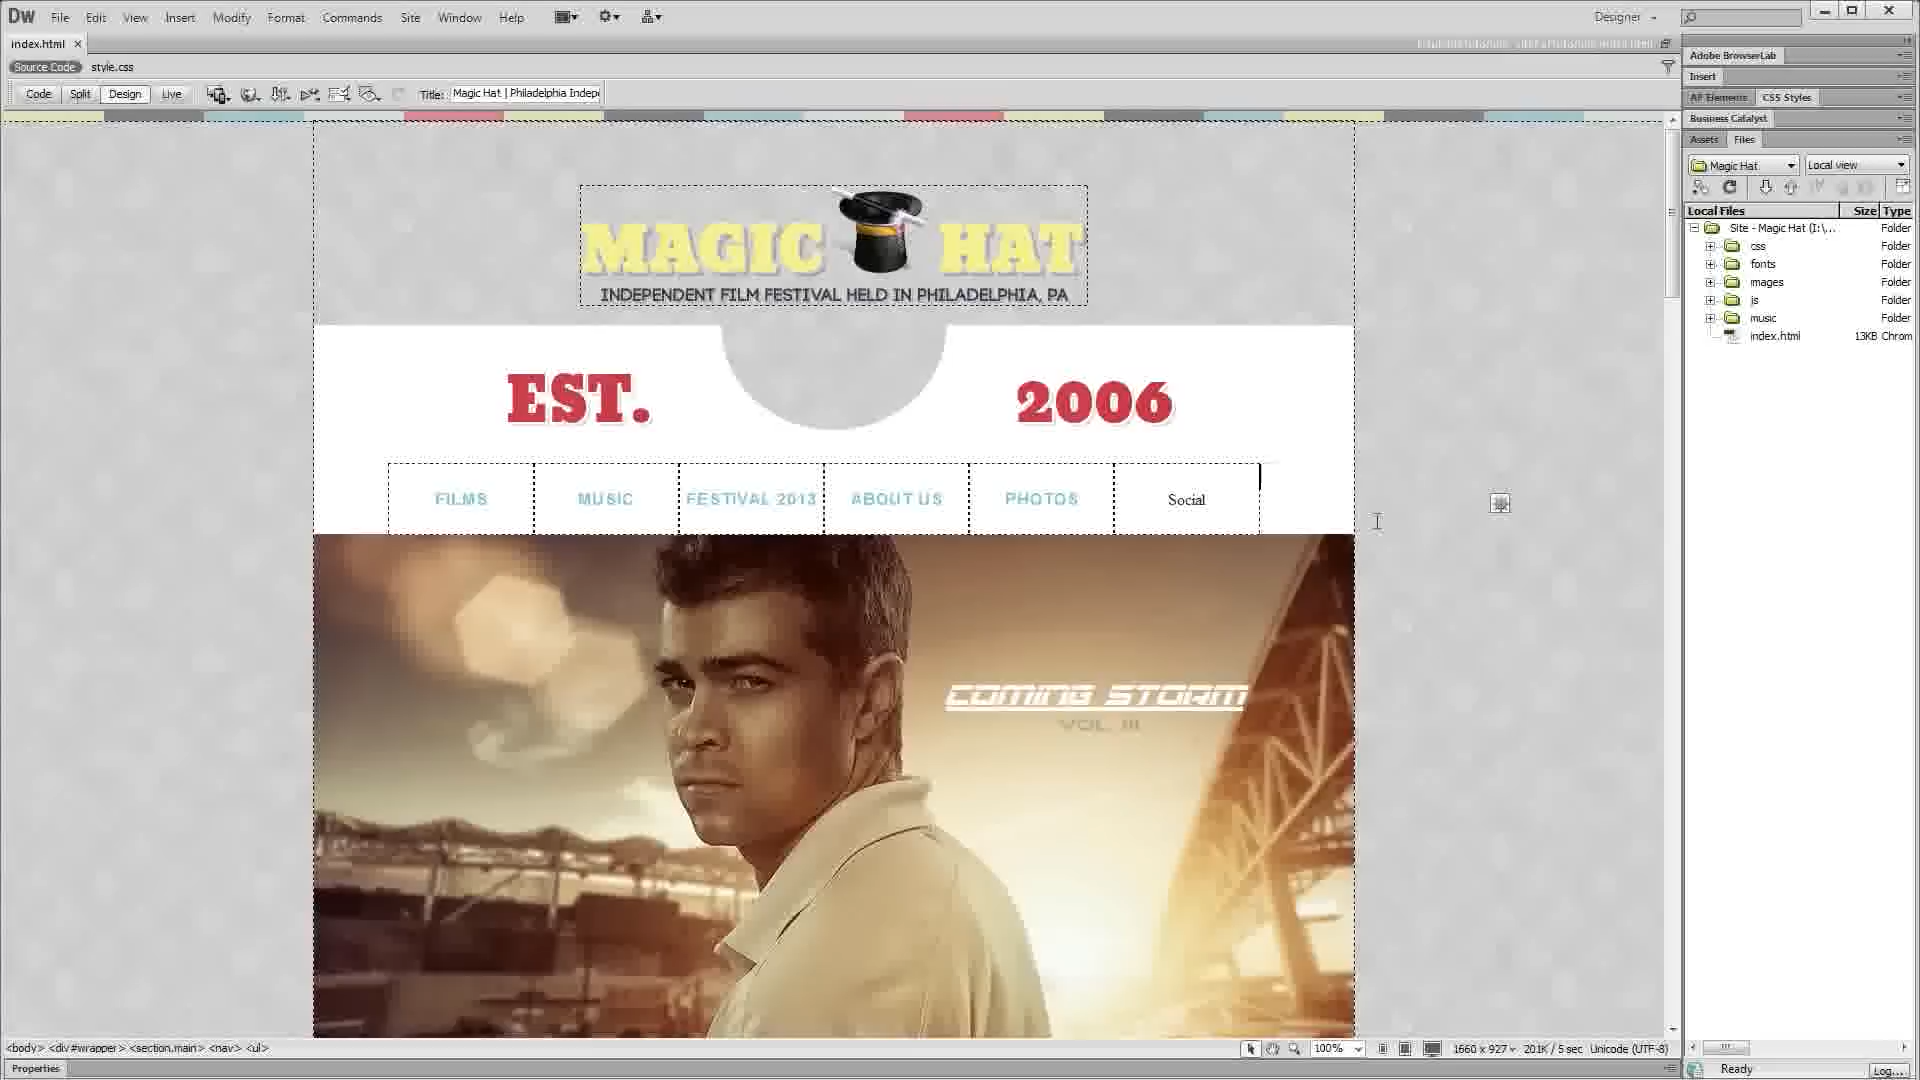 Dw File Edit View Insert Modify Format Commands Site Window Help Designer
index.html
Source Code style.css
Code Split Design Live Title: Magic Hat | Philadelphia Indep
Adobe BrowserLab
Insert
AP Elements CSS Styles
Business Catalyst
Assets Files
Magic Hat Local view
Local Files Size Type
Site - Magic Hat (I:\... Folder
css Folder
fonts Folder
images Folder
js Folder
music Folder
index.html 13KB Chrom
MAGIC HAT
INDEPENDENT FILM FESTIVAL HELD IN PHILADELPHIA, PA
EST. 2006
FILMS MUSIC FESTIVAL 2013 ABOUT US PHOTOS Social
COMING STORM
VOL. III
<body> <div#wrapper> <section.main> <nav> <ul> 100% 1660 x 927 201K / 5 sec Unicode (UTF-8)
Properties Ready Log...